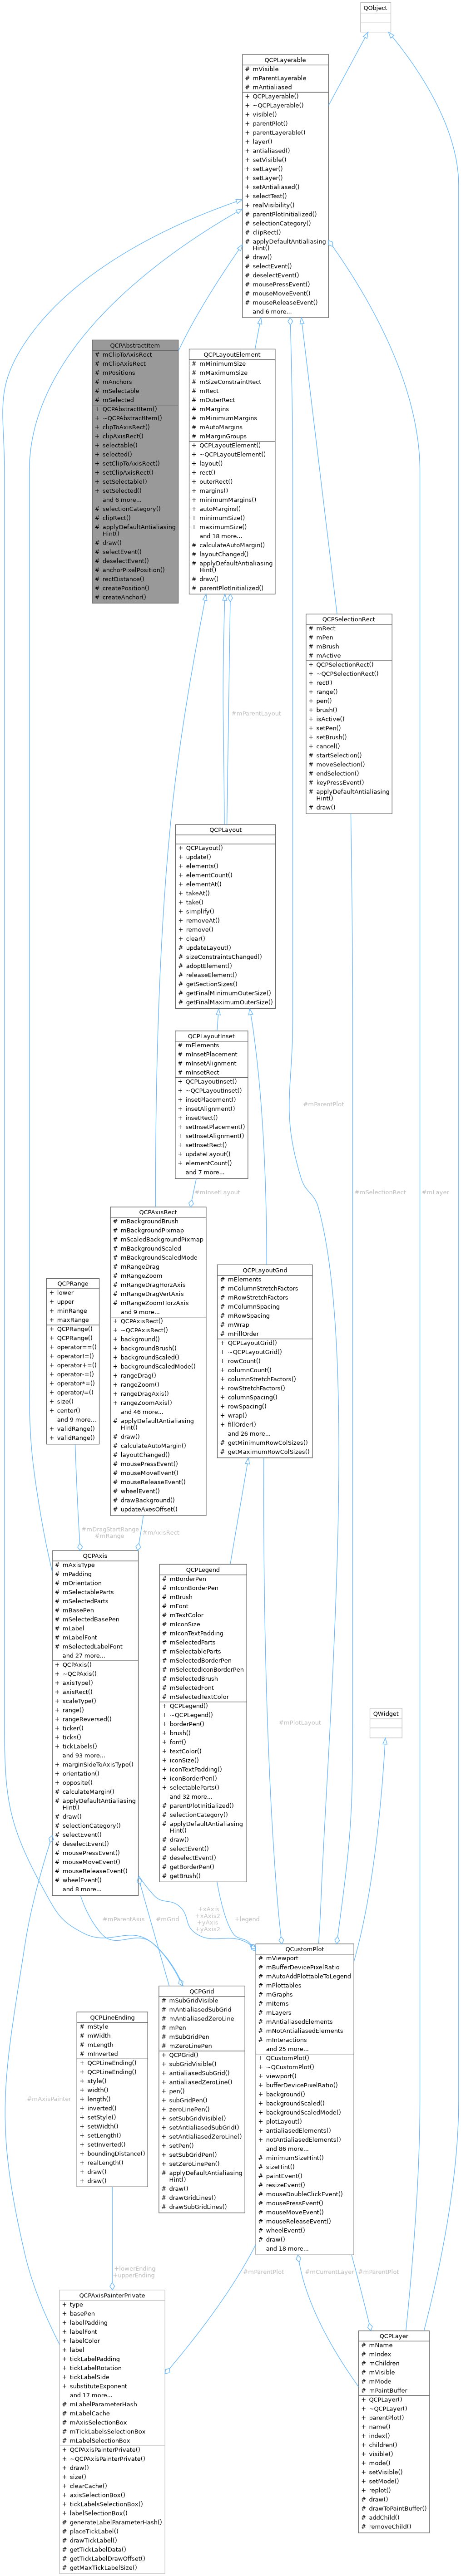 QObject
QCPLayerable
# mVisible
# mParentLayerable
# mAntialiased
+ QCPLayerable()
+ ~QCPLayerable()
+ visible()
+ parentPlot()
+ parentLayerable()
+ layer()
+ antialiased()
+ setVisible()
+ setLayer()
+ setLayer()
+ setAntialiased()
+ selectTest()
+ realVisibility()
# parentPlotInitialized()
# selectionCategory()
# clipRect()
# applyDefaultAntialiasing
Hint()
# draw()
# selectEvent()
# deselectEvent()
# mousePressEvent()
# mouseMoveEvent()
# mouseReleaseEvent()
and 6 more...
QCPAbstractItem
# mClipToAxisRect
# mClipAxisRect
# mPositions
# mAnchors
# mSelectable
# mSelected
+ QCPAbstractItem()
+ ~QCPAbstractItem()
+ clipToAxisRect()
+ clipAxisRect()
+ selectable()
+ selected()
+ setClipToAxisRect()
+ setClipAxisRect()
+ setSelectable()
+ setSelected()
and 6 more...
# selectionCategory()
# clipRect()
# applyDefaultAntialiasing
Hint()
# draw()
# selectEvent()
# deselectEvent()
# anchorPixelPosition()
# rectDistance()
# createPosition()
# createAnchor()
QCPLayoutElement
# mMinimumSize
# mMaximumSize
# mSizeConstraintRect
# mRect
# mOuterRect
# mMargins
# mMinimumMargins
# mAutoMargins
# mMarginGroups
+ QCPLayoutElement()
+ ~QCPLayoutElement()
+ layout()
+ rect()
+ outerRect()
+ margins()
+ minimumMargins()
+ autoMargins()
+ minimumSize()
+ maximumSize()
and 18 more...
# calculateAutoMargin()
# layoutChanged()
# applyDefaultAntialiasing
Hint()
# draw()
# parentPlotInitialized()
QCPSelectionRect
# mRect
# mPen
# mBrush
# mActive
+ QCPSelectionRect()
+ ~QCPSelectionRect()
+ rect()
+ range()
+ pen()
+ brush()
+ isActive()
+ setPen()
+ setBrush()
+ cancel()
# startSelection()
# moveSelection()
# endSelection()
# keyPressEvent()
# applyDefaultAntialiasing
Hint()
# draw()
#mParentLayout
QCPLayout
+ QCPLayout()
+ update()
+ elements()
+ elementCount()
+ elementAt()
+ takeAt()
+ take()
+ simplify()
+ removeAt()
+ remove()
+ clear()
# updateLayout()
# sizeConstraintsChanged()
# adoptElement()
# releaseElement()
# getSectionSizes()
# getFinalMinimumOuterSize()
# getFinalMaximumOuterSize()
QCPLayoutInset
# mElements
# mInsetPlacement
# mInsetAlignment
# mInsetRect
+ QCPLayoutInset()
+ ~QCPLayoutInset()
+ insetPlacement()
+ insetAlignment()
+ insetRect()
+ setInsetPlacement()
+ setInsetAlignment()
+ setInsetRect()
+ updateLayout()
+ elementCount()
and 7 more...
#mParentPlot
#mInsetLayout
#mSelectionRect
#mLayer
QCPAxisRect
# mBackgroundBrush
# mBackgroundPixmap
# mScaledBackgroundPixmap
# mBackgroundScaled
# mBackgroundScaledMode
# mRangeDrag
# mRangeZoom
# mRangeDragHorzAxis
# mRangeDragVertAxis
# mRangeZoomHorzAxis
and 9 more...
+ QCPAxisRect()
+ ~QCPAxisRect()
+ background()
+ backgroundBrush()
+ backgroundScaled()
+ backgroundScaledMode()
+ rangeDrag()
+ rangeZoom()
+ rangeDragAxis()
+ rangeZoomAxis()
and 46 more...
# applyDefaultAntialiasing
Hint()
# draw()
# calculateAutoMargin()
# layoutChanged()
# mousePressEvent()
# mouseMoveEvent()
# mouseReleaseEvent()
# wheelEvent()
# drawBackground()
# updateAxesOffset()
QCPLayoutGrid
# mElements
# mColumnStretchFactors
# mRowStretchFactors
# mColumnSpacing
# mRowSpacing
# mWrap
# mFillOrder
+ QCPLayoutGrid()
+ ~QCPLayoutGrid()
+ rowCount()
+ columnCount()
+ columnStretchFactors()
+ rowStretchFactors()
+ columnSpacing()
+ rowSpacing()
+ wrap()
+ fillOrder()
and 26 more...
# getMinimumRowColSizes()
# getMaximumRowColSizes()
QCPRange
+ lower
+ upper
+ minRange
+ maxRange
+ QCPRange()
+ QCPRange()
+ operator==()
+ operator!=()
+ operator+=()
+ operator-=()
+ operator*=()
+ operator/=()
+ size()
+ center()
and 9 more...
+ validRange()
+ validRange()
#mDragStartRange
#mRange
#mAxisRect
QCPAxis
# mAxisType
# mPadding
# mOrientation
# mSelectableParts
# mSelectedParts
# mBasePen
# mSelectedBasePen
# mLabel
# mLabelFont
# mSelectedLabelFont
and 27 more...
+ QCPAxis()
+ ~QCPAxis()
+ axisType()
+ axisRect()
+ scaleType()
+ range()
+ rangeReversed()
+ ticker()
+ ticks()
+ tickLabels()
and 93 more...
+ marginSideToAxisType()
+ orientation()
+ opposite()
# calculateMargin()
# applyDefaultAntialiasing
Hint()
# draw()
# selectionCategory()
# selectEvent()
# deselectEvent()
# mousePressEvent()
# mouseMoveEvent()
# mouseReleaseEvent()
# wheelEvent()
and 8 more...
QCPLegend
# mBorderPen
# mIconBorderPen
# mBrush
# mFont
# mTextColor
# mIconSize
# mIconTextPadding
# mSelectedParts
# mSelectableParts
# mSelectedBorderPen
# mSelectedIconBorderPen
# mSelectedBrush
# mSelectedFont
# mSelectedTextColor
+ QCPLegend()
+ ~QCPLegend()
+ borderPen()
+ brush()
+ font()
+ textColor()
+ iconSize()
+ iconTextPadding()
+ iconBorderPen()
+ selectableParts()
and 32 more...
# parentPlotInitialized()
# selectionCategory()
# applyDefaultAntialiasing
Hint()
# draw()
# selectEvent()
# deselectEvent()
# getBorderPen()
# getBrush()
#mPlotLayout
QWidget
#mParentAxis
#mGrid
+xAxis
+xAxis2
+yAxis
+yAxis2
+legend
QCustomPlot
# mViewport
# mBufferDevicePixelRatio
# mAutoAddPlottableToLegend
# mPlottables
# mGraphs
# mItems
# mLayers
# mAntialiasedElements
# mNotAntialiasedElements
# mInteractions
and 25 more...
+ QCustomPlot()
+ ~QCustomPlot()
+ viewport()
+ bufferDevicePixelRatio()
+ background()
+ backgroundScaled()
+ backgroundScaledMode()
+ plotLayout()
+ antialiasedElements()
+ notAntialiasedElements()
and 86 more...
# minimumSizeHint()
# sizeHint()
# paintEvent()
# resizeEvent()
# mouseDoubleClickEvent()
# mousePressEvent()
# mouseMoveEvent()
# mouseReleaseEvent()
# wheelEvent()
# draw()
and 18 more...
QCPGrid
# mSubGridVisible
# mAntialiasedSubGrid
# mAntialiasedZeroLine
# mPen
# mSubGridPen
# mZeroLinePen
+ QCPGrid()
+ subGridVisible()
+ antialiasedSubGrid()
+ antialiasedZeroLine()
+ pen()
+ subGridPen()
+ zeroLinePen()
+ setSubGridVisible()
+ setAntialiasedSubGrid()
+ setAntialiasedZeroLine()
+ setPen()
+ setSubGridPen()
+ setZeroLinePen()
# applyDefaultAntialiasing
Hint()
# draw()
# drawGridLines()
# drawSubGridLines()
QCPLineEnding
# mStyle
# mWidth
# mLength
# mInverted
+ QCPLineEnding()
+ QCPLineEnding()
+ style()
+ width()
+ length()
+ inverted()
+ setStyle()
+ setWidth()
+ setLength()
+ setInverted()
+ boundingDistance()
+ realLength()
+ draw()
+ draw()
#mAxisPainter
+lowerEnding
+upperEnding
#mParentPlot
#mCurrentLayer
#mParentPlot
QCPAxisPainterPrivate
+ type
+ basePen
+ labelPadding
+ labelFont
+ labelColor
+ label
+ tickLabelPadding
+ tickLabelRotation
+ tickLabelSide
+ substituteExponent
and 17 more...
# mLabelParameterHash
# mLabelCache
# mAxisSelectionBox
# mTickLabelsSelectionBox
# mLabelSelectionBox
+ QCPAxisPainterPrivate()
+ ~QCPAxisPainterPrivate()
+ draw()
+ size()
+ clearCache()
+ axisSelectionBox()
+ tickLabelsSelectionBox()
+ labelSelectionBox()
# generateLabelParameterHash()
# placeTickLabel()
# drawTickLabel()
# getTickLabelData()
# getTickLabelDrawOffset()
# getMaxTickLabelSize()
QCPLayer
# mName
# mIndex
# mChildren
# mVisible
# mMode
# mPaintBuffer
+ QCPLayer()
+ ~QCPLayer()
+ parentPlot()
+ name()
+ index()
+ children()
+ visible()
+ mode()
+ setVisible()
+ setMode()
+ replot()
# draw()
# drawToPaintBuffer()
# addChild()
# removeChild()